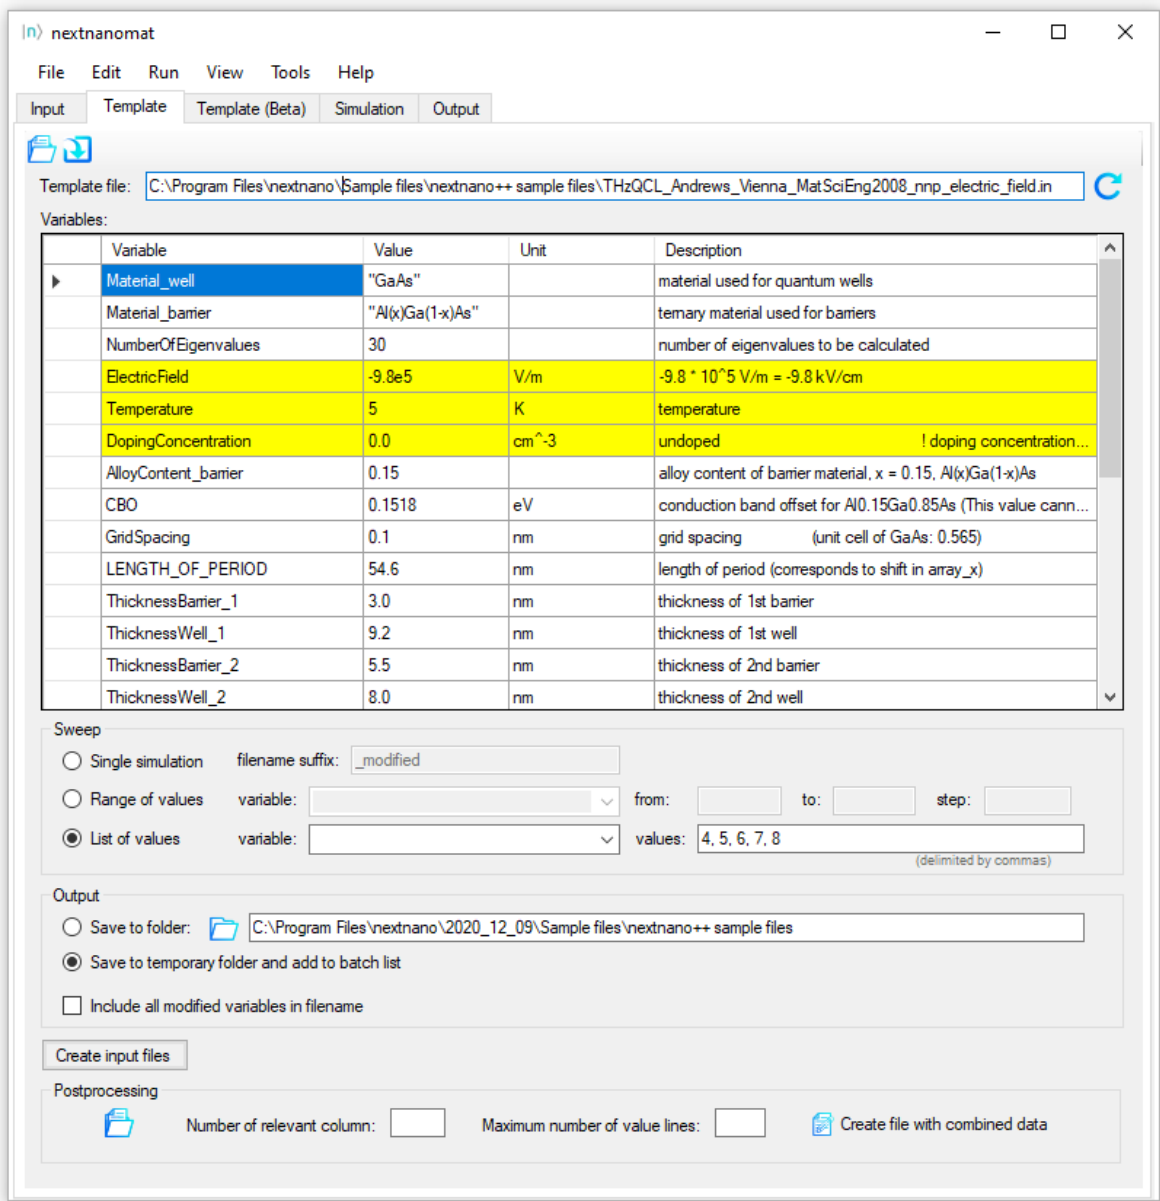 |n⟩ nextnanomat
File Edit Run View Tools Help
Input Template Template (Beta) Simulation Output
Template file: C:\Program Files\nextnano\Sample files\nextnano++ sample files\THzQCL_Andrews_Vienna_MatSciEng2008_nnp_electric_field.in
Variables:
Variable Value Unit Description
Material_well "GaAs" material used for quantum wells
Material_barrier "Al(x)Ga(1-x)As" ternary material used for barriers
NumberOfEigenvalues 30 number of eigenvalues to be calculated
ElectricField -9.8e5 V/m -9.8 * 10^5 V/m = -9.8 kV/cm
Temperature 5 K temperature
DopingConcentration 0.0 cm^-3 undoped ! doping concentration...
AlloyContent_barrier 0.15 alloy content of barrier material, x = 0.15, Al(x)Ga(1-x)As
CBO 0.1518 eV conduction band offset for Al0.15Ga0.85As (This value cann...
GridSpacing 0.1 nm grid spacing (unit cell of GaAs: 0.565)
LENGTH_OF_PERIOD 54.6 nm length of period (corresponds to shift in array_x)
ThicknessBarrier_1 3.0 nm thickness of 1st barrier
ThicknessWell_1 9.2 nm thickness of 1st well
ThicknessBarrier_2 5.5 nm thickness of 2nd barrier
ThicknessWell_2 8.0 nm thickness of 2nd well
Sweep
Single simulation filename suffix: _modified
Range of values variable: from: to: step:
List of values variable: values: 4, 5, 6, 7, 8
(delimited by commas)
Output
Save to folder: C:\Program Files\nextnano\2020_12_09\Sample files\nextnano++ sample files
Save to temporary folder and add to batch list
Include all modified variables in filename
Create input files
Postprocessing
Number of relevant column: Maximum number of value lines: Create file with combined data